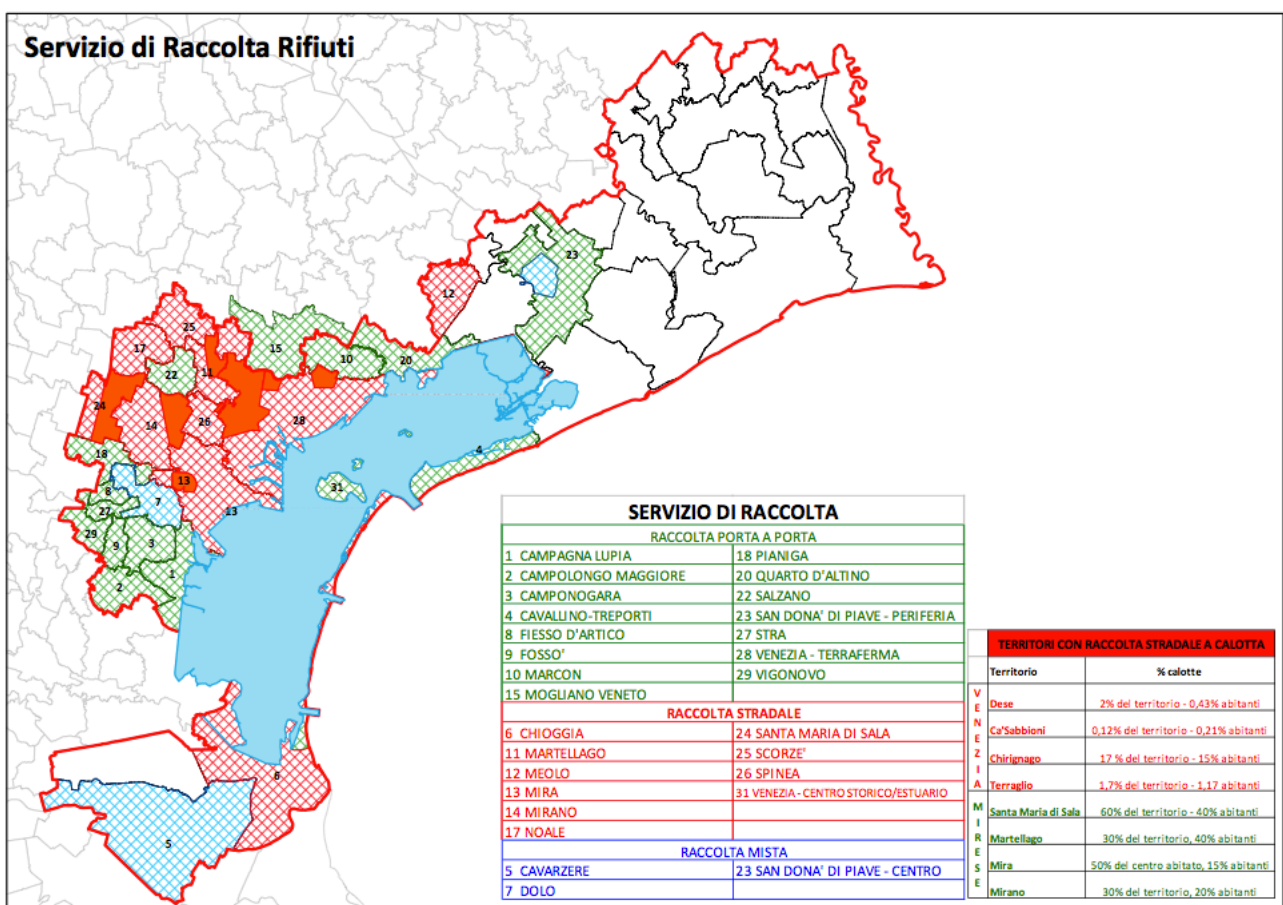 Servizio di Raccolta Rifiuti
23
12
25
17
15
10
20
22
11
24
14
26
28
18
4
13
31
8
7
13
27
29
9
3
1
2
6
5
SERVIZIO DI RACCOLTA
RACCOLTA PORTA A PORTA
1 CAMPAGNA LUPIA 18 PIANIGA
2 CAMPOLONGO MAGGIORE 20 QUARTO D'ALTINO
3 CAMPONOGARA 22 SALZANO
4 CAVALLINO-TREPORTI 23 SAN DONA' DI PIAVE - PERIFERIA
8 FIESSO D'ARTICO 27 STRA
9 FOSSO' 28 VENEZIA - TERRAFERMA
10 MARCON 29 VIGONOVO
15 MOGLIANO VENETO
RACCOLTA STRADALE
6 CHIOGGIA 24 SANTA MARIA DI SALA
11 MARTELLAGO 25 SCORZE'
12 MEOLO 26 SPINEA
13 MIRA 31 VENEZIA - CENTRO STORICO/ESTUARIO
14 MIRANO
17 NOALE
RACCOLTA MISTA
5 CAVARZERE 23 SAN DONA' DI PIAVE - CENTRO
7 DOLO
TERRITORI CON RACCOLTA STRADALE A CALOTTA
Territorio % calotte
VENEZIA
Dese 2% del territorio - 0,43% abitanti
Ca'Sabbioni 0,12% del territorio - 0,21% abitanti
Chirignago 17 % del territorio - 15% abitanti
Terraglio 1,7% del territorio - 1,17 abitanti
MIRESE
Santa Maria di Sala 60% del territorio - 40% abitanti
Martellago 30% del territorio, 40% abitanti
Mira 50% del centro abitato, 15% abitanti
Mirano 30% del territorio, 20% abitanti